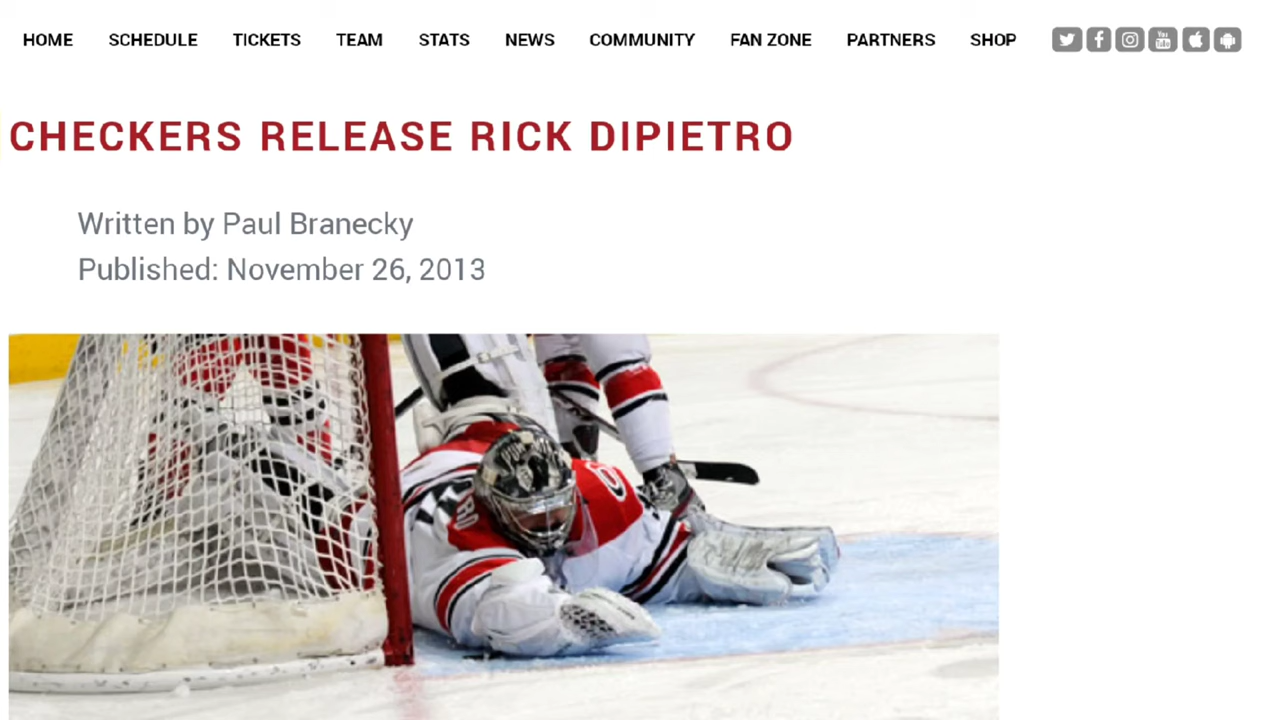 HOME SCHEDULE TICKETS TEAM STATS NEWS COMMUNITY FAN ZONE PARTNERS SHOP
CHECKERS RELEASE RICK DIPIETRO
Written by Paul Branecky
Published: November 26, 2013